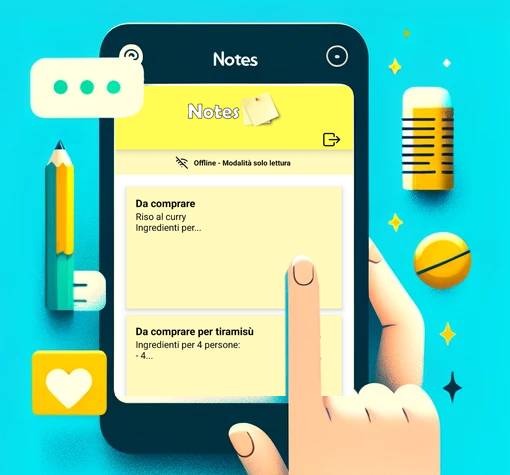 Notes
Notes
Offline - Modalità solo lettura
Da comprare
Riso al curry
Ingredienti per...
Da comprare per tiramisù
Ingredienti per 4 persone:
- 4...